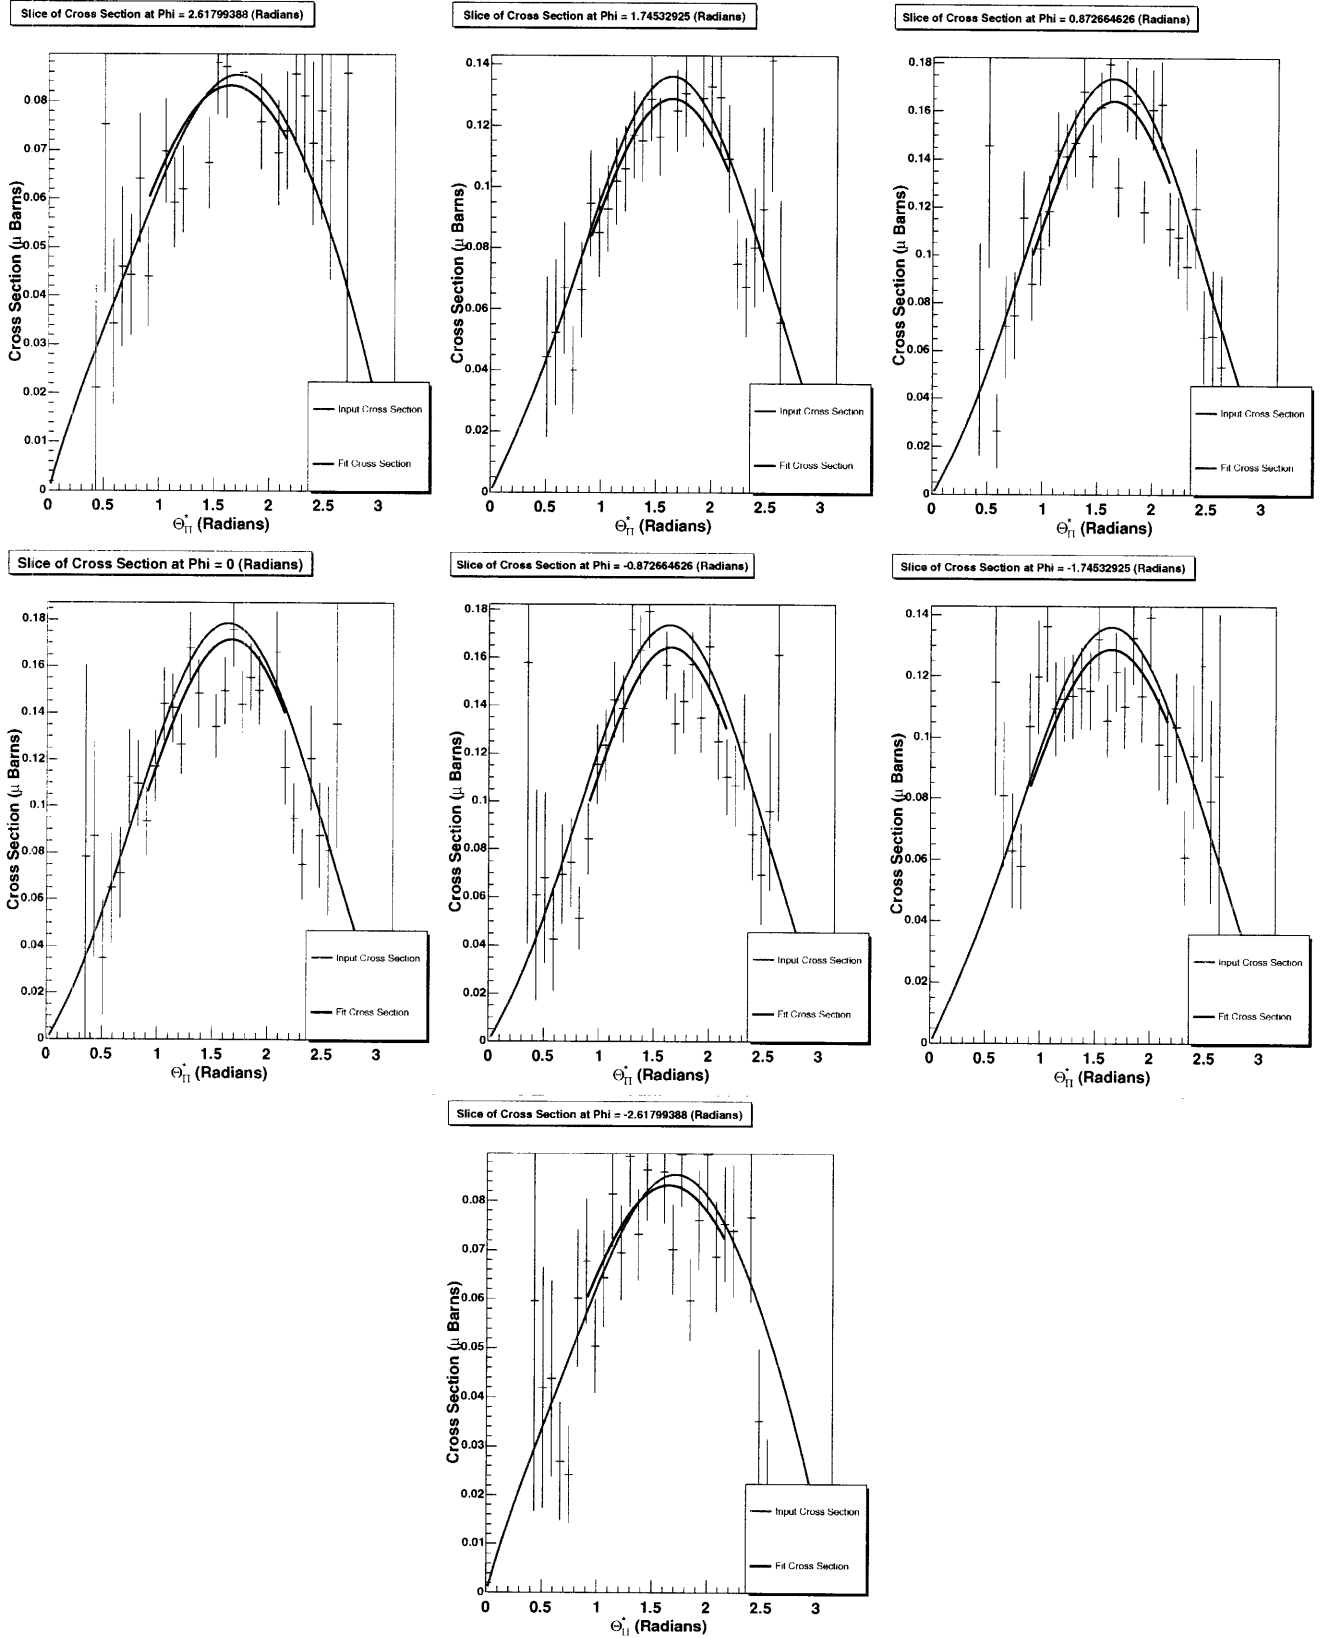 Slice of Cross Section at Phi = 2.61799388 (Radians)
Cross Section (μ Barns)
0.08
0.07
0.06
0.05
0.04
0.03
0.02
0.01
0
0 0.5 1 1.5 2 2.5 3
Θ*Π (Radians)
Input Cross Section
Fit Cross Section
Slice of Cross Section at Phi = 1.74532925 (Radians)
Cross Section (μ Barns)
0.14
0.12
0.1
0.08
0.06
0.04
0.02
0
0 0.5 1 1.5 2 2.5 3
Θ*Π (Radians)
Input Cross Section
Fit Cross Section
Slice of Cross Section at Phi = 0.872664626 (Radians)
Cross Section (μ Barns)
0.18
0.16
0.14
0.12
0.1
0.08
0.06
0.04
0.02
0
0 0.5 1 1.5 2 2.5 3
Θ*Π (Radians)
Input Cross Section
Fit Cross Section
Slice of Cross Section at Phi = 0 (Radians)
Cross Section (μ Barns)
0.18
0.16
0.14
0.12
0.1
0.08
0.06
0.04
0.02
0
0 0.5 1 1.5 2 2.5 3
Θ*Π (Radians)
Input Cross Section
Fit Cross Section
Slice of Cross Section at Phi = -0.872664626 (Radians)
Cross Section (μ Barns)
0.18
0.16
0.14
0.12
0.1
0.08
0.06
0.04
0.02
0
0 0.5 1 1.5 2 2.5 3
Θ*Π (Radians)
Input Cross Section
Fit Cross Section
Slice of Cross Section at Phi = -1.74532925 (Radians)
Cross Section (μ Barns)
0.14
0.12
0.1
0.08
0.06
0.04
0.02
0
0 0.5 1 1.5 2 2.5 3
Θ*Π (Radians)
Input Cross Section
Fit Cross Section
Slice of Cross Section at Phi = -2.61799388 (Radians)
Cross Section (μ Barns)
0.08
0.07
0.06
0.05
0.04
0.03
0.02
0.01
0
0 0.5 1 1.5 2 2.5 3
Θ*Π (Radians)
Input Cross Section
Fit Cross Section